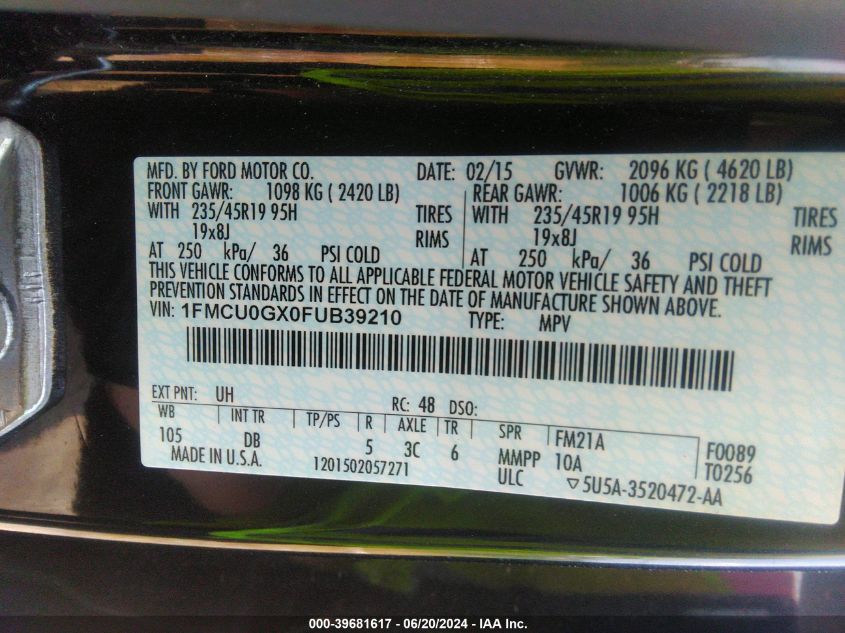 MFD. BY FORD MOTOR CO. DATE: 02/15 GVWR: 2096 KG ( 4620 LB)
FRONT GAWR: 1098 KG ( 2420 LB) REAR GAWR: 1006 KG ( 2218 LB)
WITH 235/45R19 95H TIRES WITH 235/45R19 95H TIRES
19x8J RIMS 19x8J RIMS
AT 250 kPa/ 36 PSI COLD AT 250 kPa/ 36 PSI COLD
THIS VEHICLE CONFORMS TO ALL APPLICABLE FEDERAL MOTOR VEHICLE SAFETY AND THEFT
PREVENTION STANDARDS IN EFFECT ON THE DATE OF MANUFACTURE SHOWN ABOVE.
VIN: 1FMCU0GX0FUB39210 TYPE: MPV
EXT PNT: UH RC: 48 DSO:
WB INT TR TP/PS R AXLE TR SPR FM21A F0089
105 DB 5 3C 6 MMPP 10A T0256
MADE IN U.S.A. 1201502057271 ULC ▽5U5A-3520472-AA
000-39681617 - 06/20/2024 - IAA Inc.